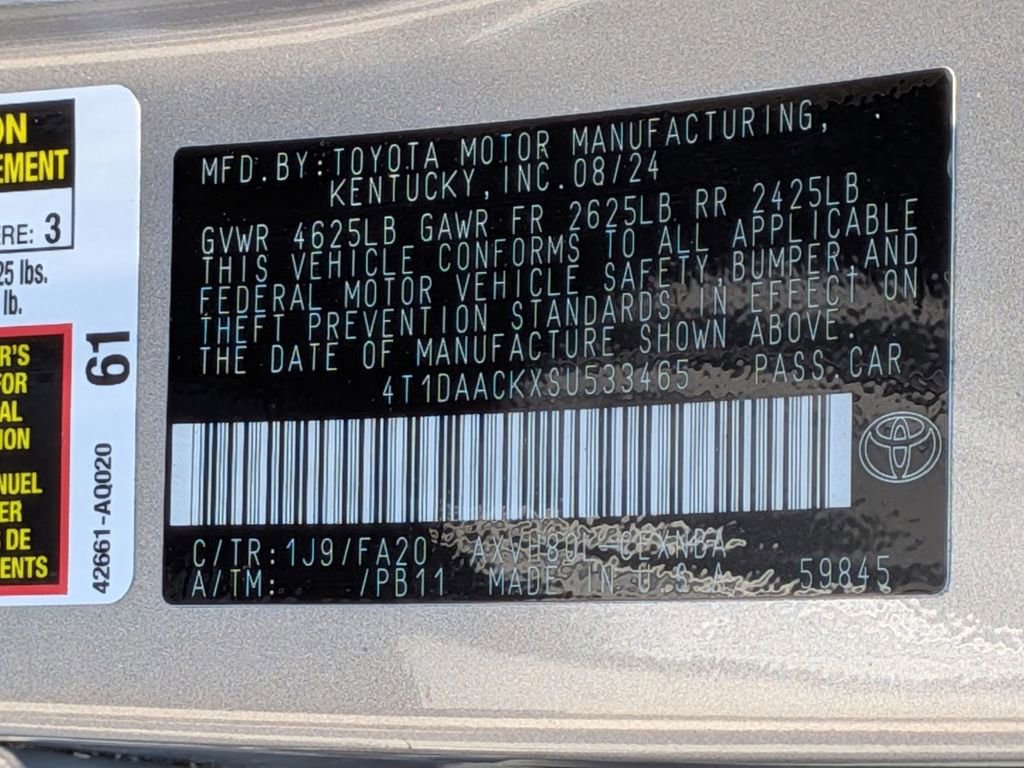 ON
EMENT
ERE: 3
25 lbs.
lb.
R'S
FOR
AL
ION
NUEL
ER
DE
ENTS
61
42661-AQ020
MFD.BY:TOYOTA MOTOR MANUFACTURING,
KENTUCKY, INC.08/24
GVWR 4625LB GAWR FR 2625LB RR 2425LB
THIS VEHICLE CONFORMS TO ALL APPLICABLE
FEDERAL MOTOR VEHICLE SAFETY,BUMPER,AND
THEFT PREVENTION STANDARDS IN EFFECT ON
THE DATE OF MANUFACTURE SHOWN ABOVE.
4T1DAACKXSU533465 PASS.CAR
C/TR:1J9/FA20
A/TM: /PB11 MADE IN U.S.A. 59845